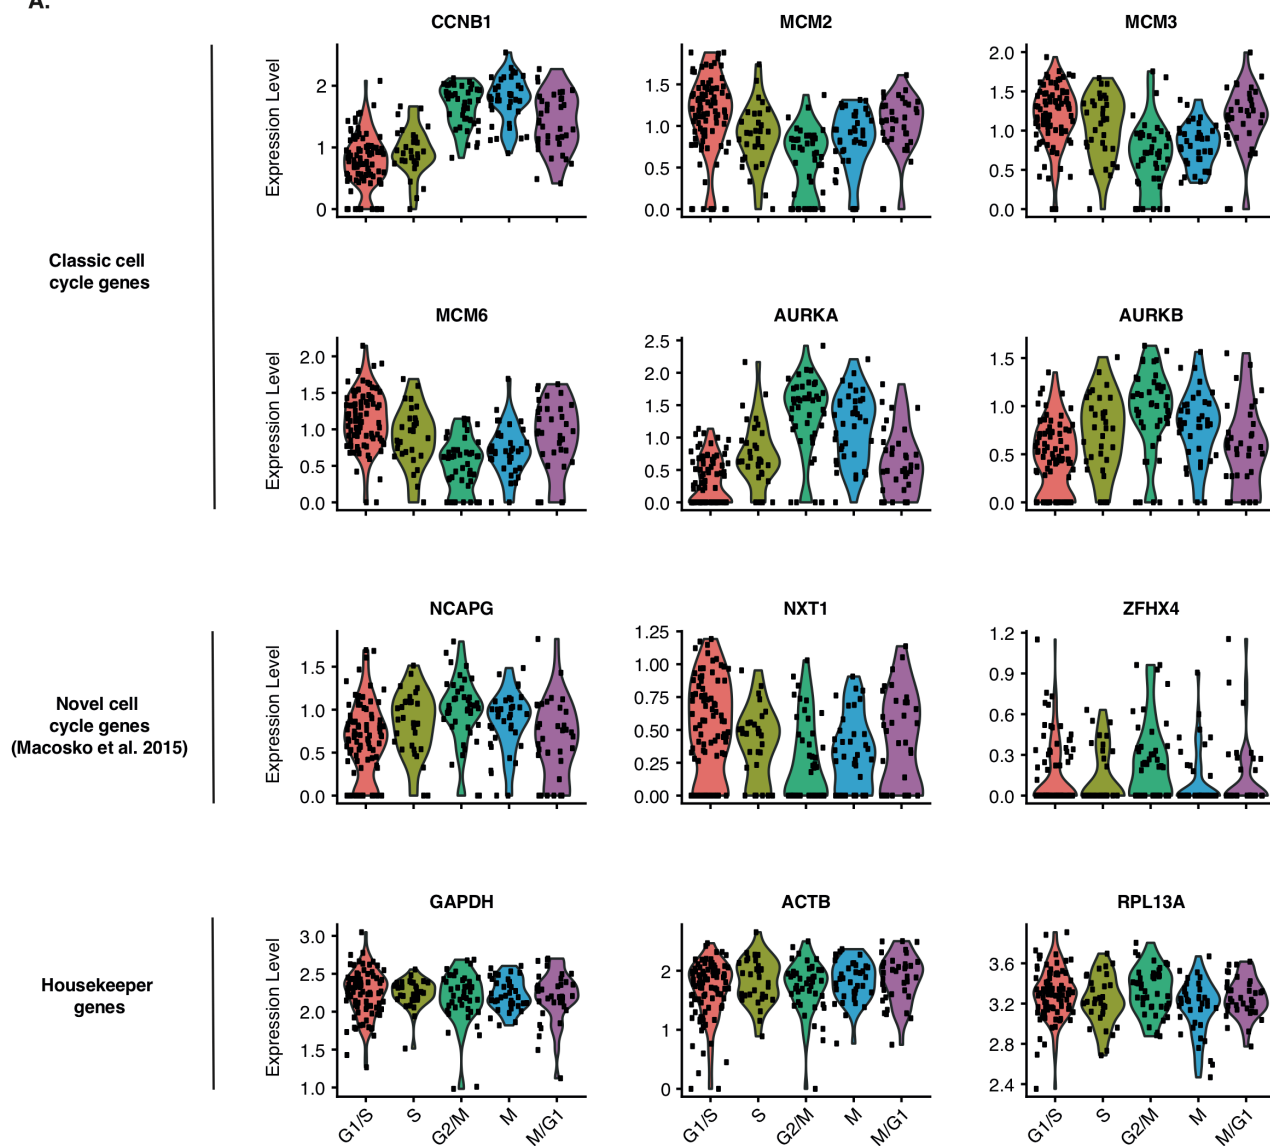 A.
CCNB1
MCM2
MCM3
Expression Level
2
1
0
1.5
1.0
0.5
0.0
2.0
1.5
1.0
0.5
0.0
Classic cell
cycle genes
MCM6
AURKA
AURKB
Expression Level
2.0
1.5
1.0
0.5
0.0
2.5
2.0
1.5
1.0
0.5
0.0
1.5
1.0
0.5
0.0
NCAPG
NXT1
ZFHX4
Expression Level
1.5
1.0
0.5
0.0
1.25
1.00
0.75
0.50
0.25
0.00
1.2
0.9
0.6
0.3
0.0
Novel cell
cycle genes
(Macosko et al. 2015)
GAPDH
ACTB
RPL13A
Expression Level
3.0
2.5
2.0
1.5
1.0
2
1
0
3.6
3.2
2.8
2.4
Housekeeper
genes
G1/S
S
G2/M
M
M/G1
G1/S
S
G2/M
M
M/G1
G1/S
S
G2/M
M
M/G1